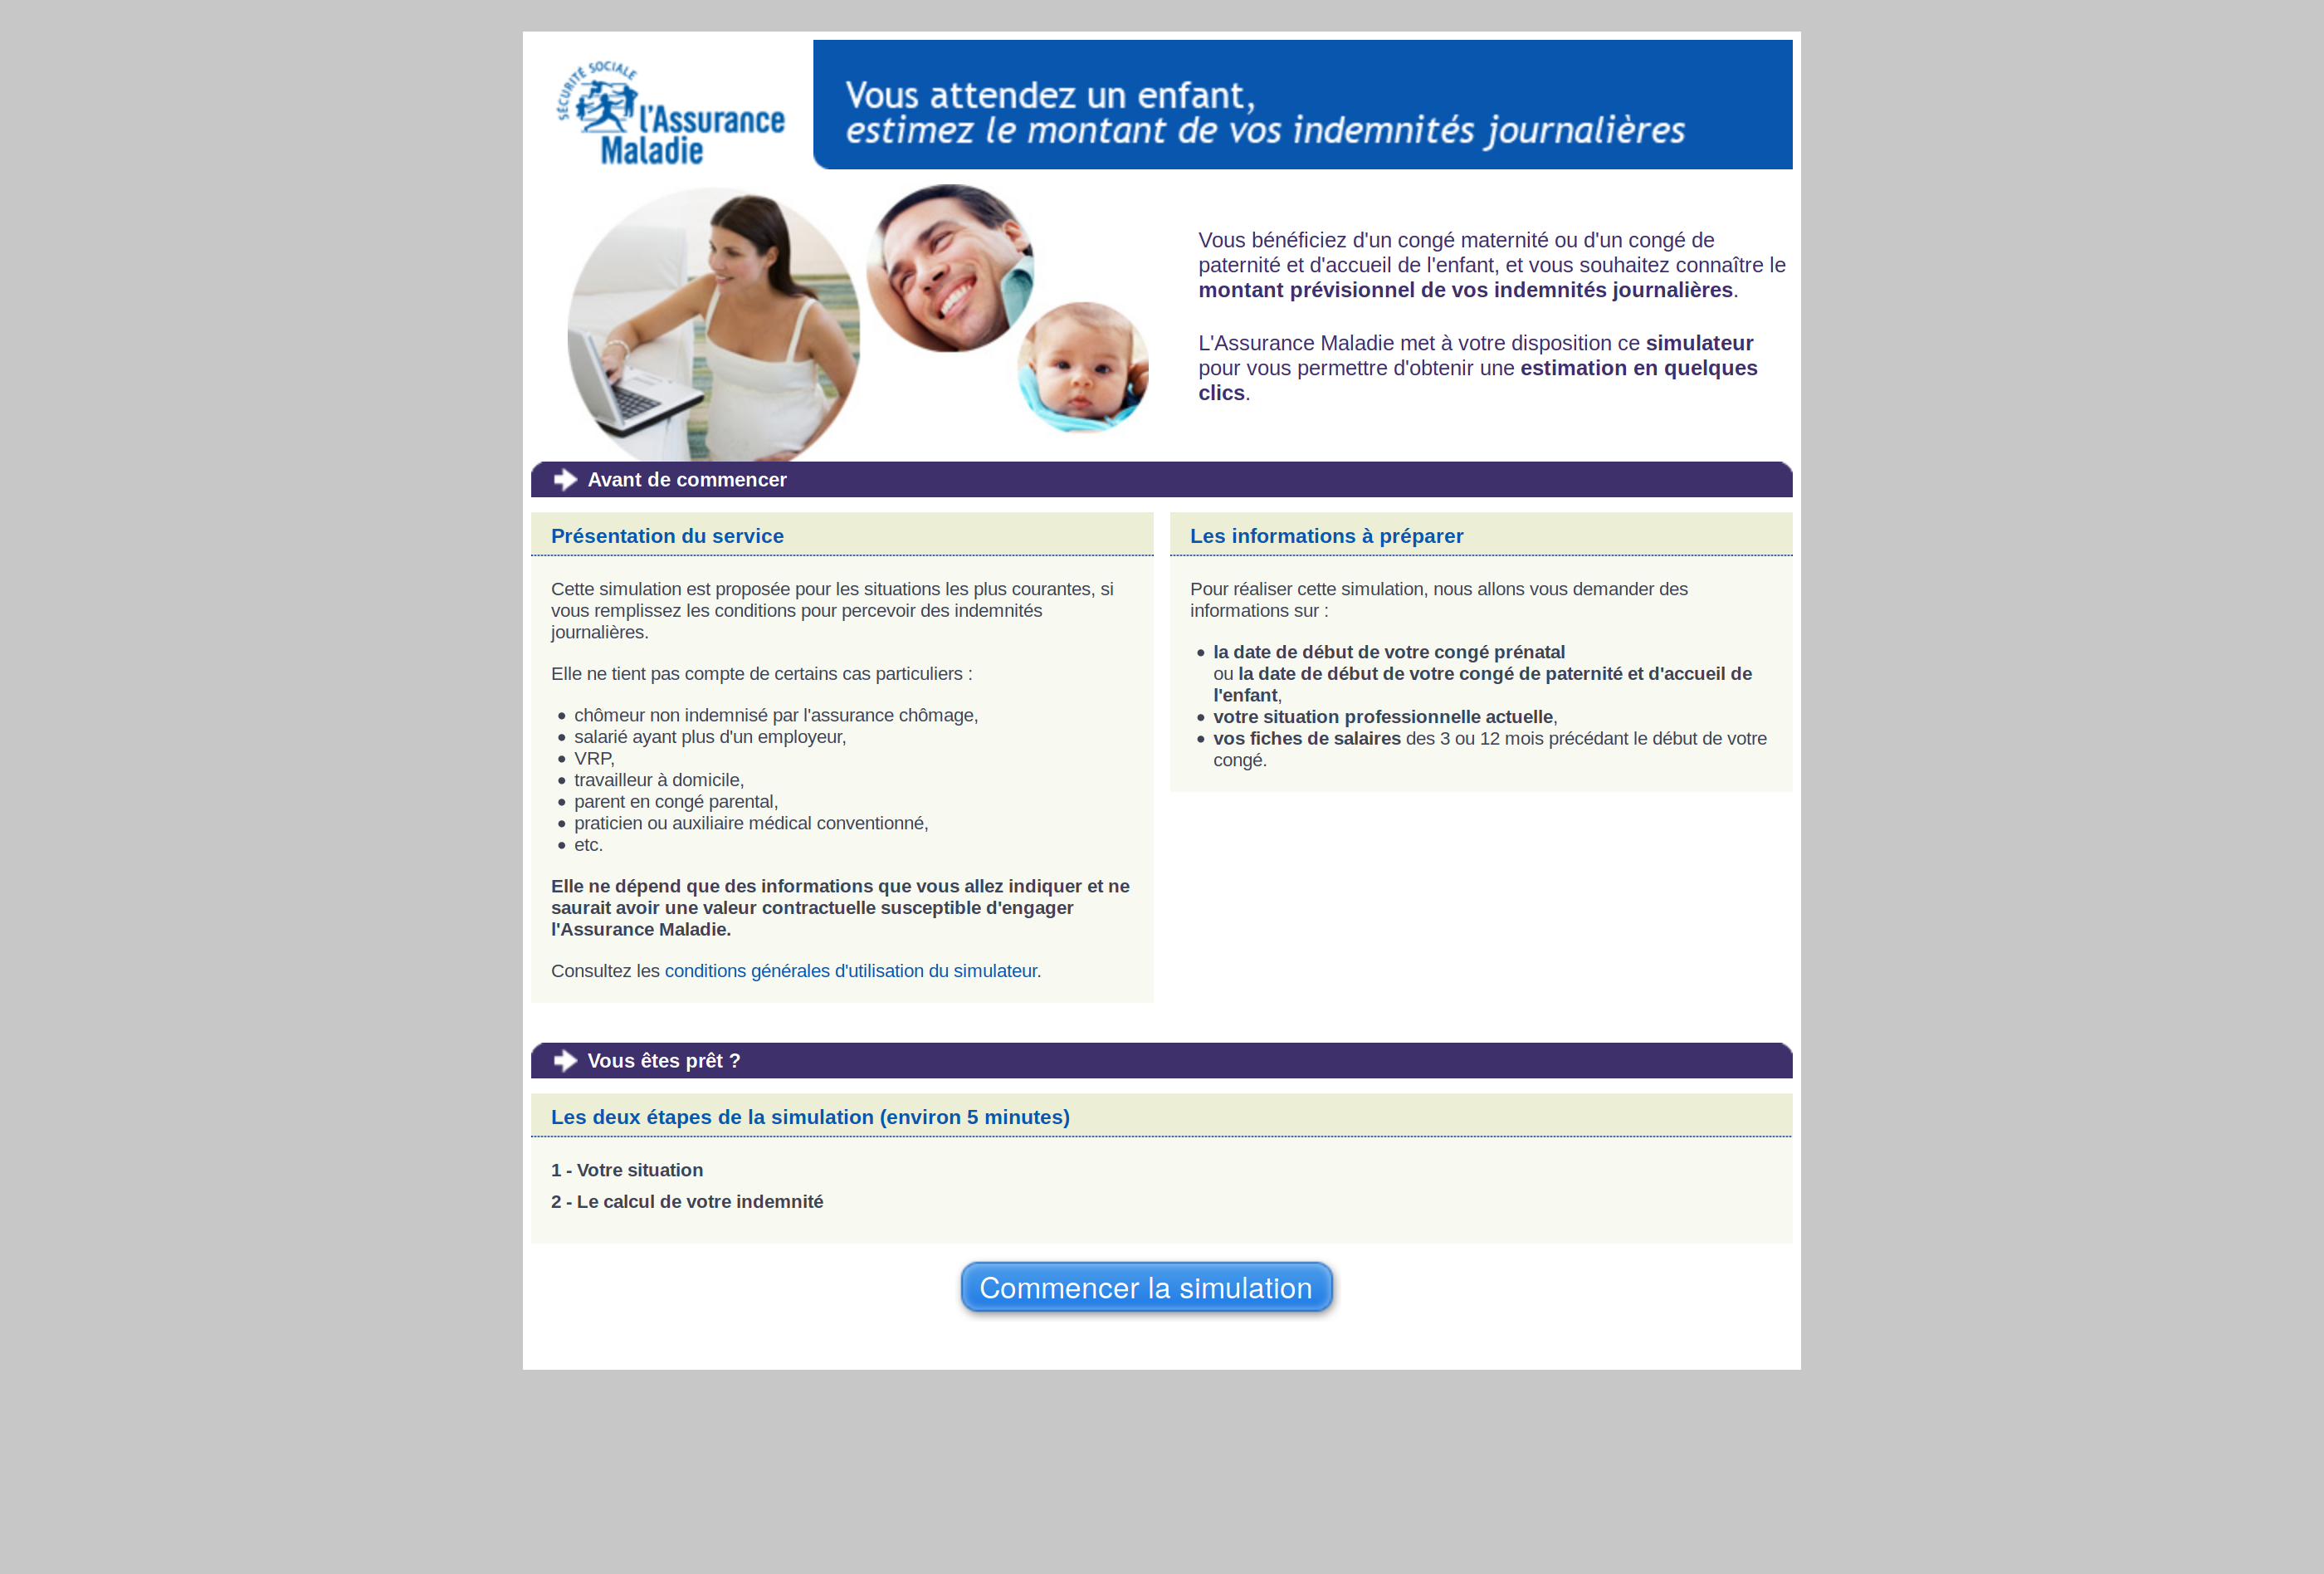 SÉCURITÉ SOCIALE
l'Assurance
Maladie
Vous attendez un enfant,
estimez le montant de vos indemnités journalières
Vous bénéficiez d'un congé maternité ou d'un congé de
paternité et d'accueil de l'enfant, et vous souhaitez connaître le
montant prévisionnel de vos indemnités journalières.
L'Assurance Maladie met à votre disposition ce simulateur
pour vous permettre d'obtenir une estimation en quelques
clics.
Avant de commencer
Présentation du service
Cette simulation est proposée pour les situations les plus courantes, si
vous remplissez les conditions pour percevoir des indemnités
journalières.
Elle ne tient pas compte de certains cas particuliers :
• chômeur non indemnisé par l'assurance chômage,
• salarié ayant plus d'un employeur,
• VRP,
• travailleur à domicile,
• parent en congé parental,
• praticien ou auxiliaire médical conventionné,
• etc.
Elle ne dépend que des informations que vous allez indiquer et ne
saurait avoir une valeur contractuelle susceptible d'engager
l'Assurance Maladie.
Consultez les conditions générales d'utilisation du simulateur.
Les informations à préparer
Pour réaliser cette simulation, nous allons vous demander des
informations sur :
• la date de début de votre congé prénatal
ou la date de début de votre congé de paternité et d'accueil de
l'enfant,
• votre situation professionnelle actuelle,
• vos fiches de salaires des 3 ou 12 mois précédant le début de votre
congé.
Vous êtes prêt ?
Les deux étapes de la simulation (environ 5 minutes)
1 - Votre situation
2 - Le calcul de votre indemnité
Commencer la simulation